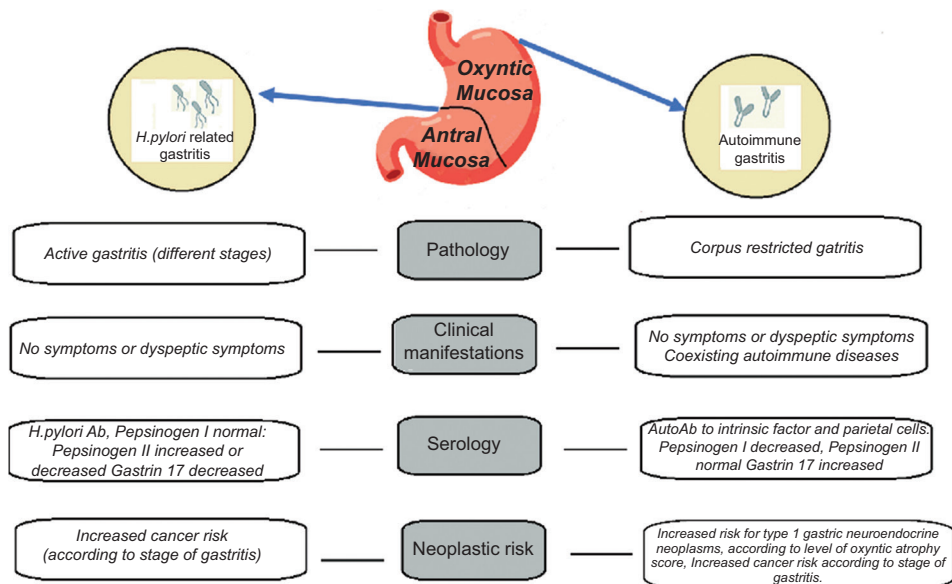 Oxyntic
Mucosa
Antral
Mucosa
H.pylori related
gastritis
Autoimmune
gastritis
Active gastritis (different stages)
Pathology
Corpus restricted gatritis
No symptoms or dyspeptic symptoms
Clinical
manifestations
No symptoms or dyspeptic symptoms
Coexisting autoimmune diseases
H.pylori Ab, Pepsinogen I normal:
Pepsinogen II increased or
decreased Gastrin 17 decreased
Serology
AutoAb to intrinsic factor and parietal cells:
Pepsinogen I decreased, Pepsinogen II
normal Gastrin 17 increased
Increased cancer risk
(according to stage of gastritis)
Neoplastic risk
Increased risk for type 1 gastric neuroendocrine
neoplasms, according to level of oxyntic atrophy
score, Increased cancer risk according to stage of
gastritis.